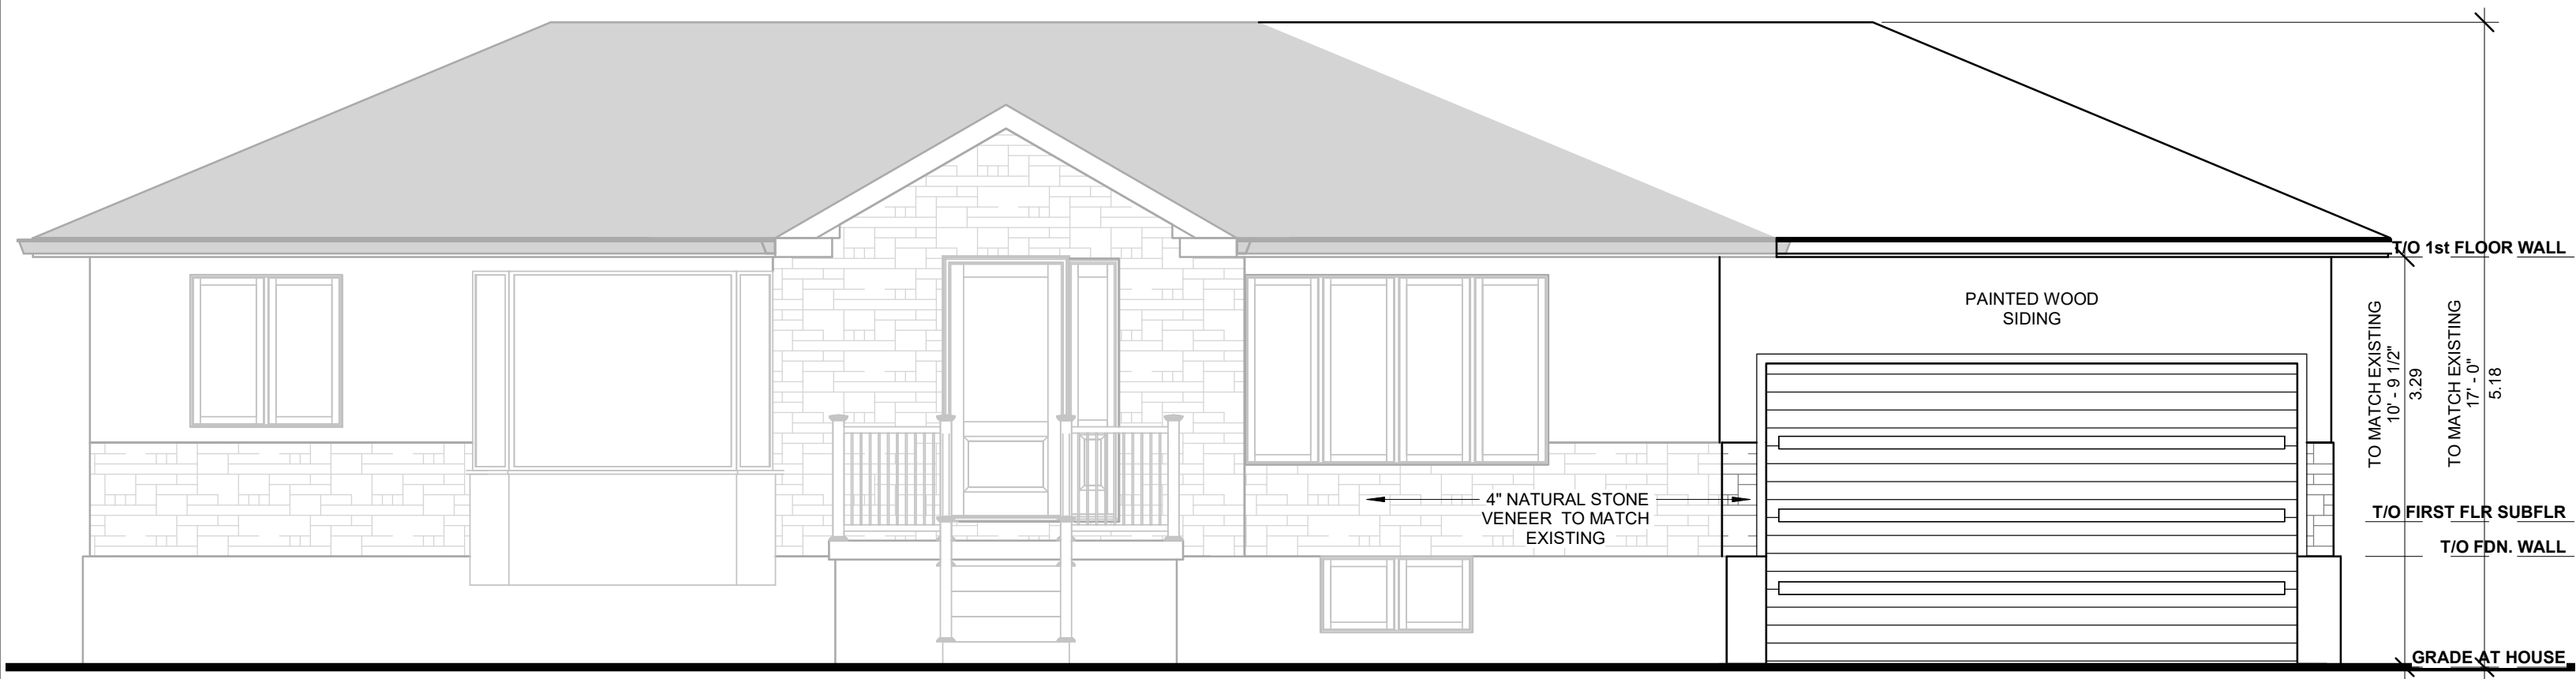 T/O 1st FLOOR WALL
PAINTED WOOD
SIDING
TO MATCH EXISTING
10' - 9 1/2"
3.29
TO MATCH EXISTING
17' - 0"
5.18
4" NATURAL STONE
VENEER TO MATCH
EXISTING
T/O FIRST FLR SUBFLR
T/O FDN. WALL
GRADE AT HOUSE